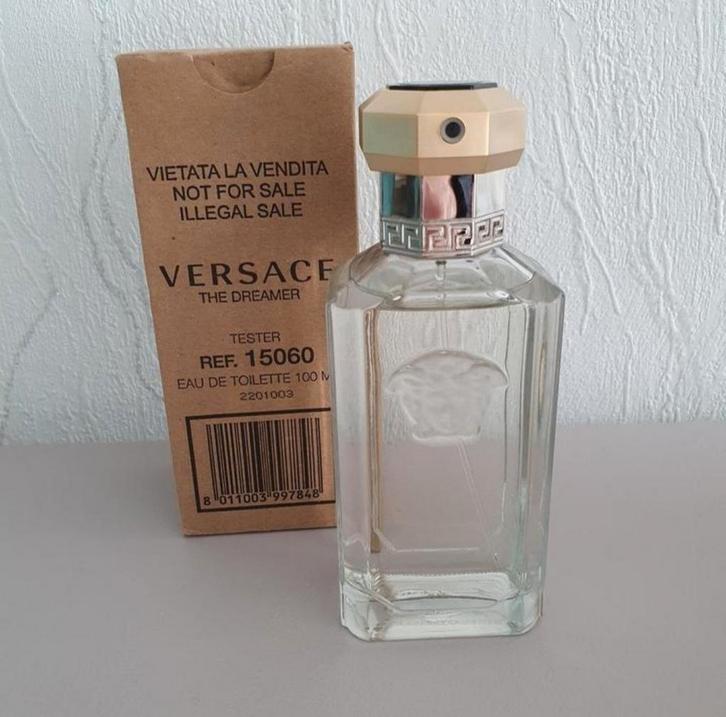 VIETATA LA VENDITA
NOT FOR SALE
ILLEGAL SALE
VERSACE
THE DREAMER
TESTER
REF. 15060
EAU DE TOILETTE 100 M
2201003
8 011003 997848